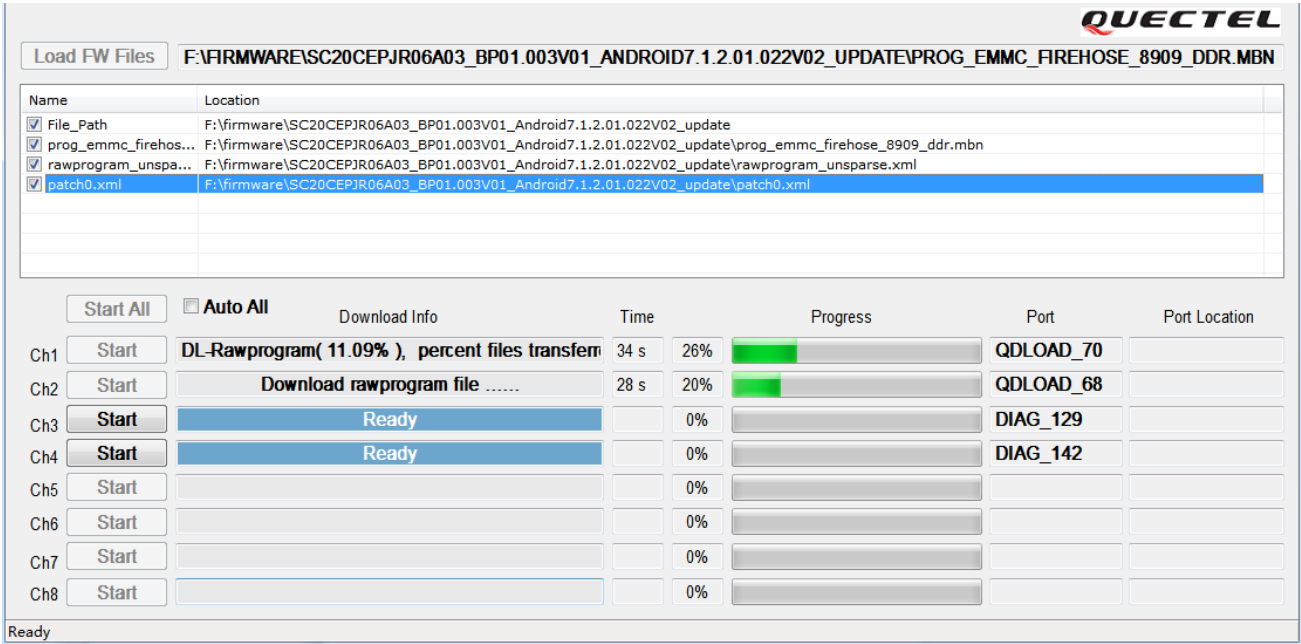 QUECTEL
Load FW Files F:\FIRMWARE\SC20CEPJR06A03_BP01.003V01_ANDROID7.1.2.01.022V02_UPDATE\PROG_EMMC_FIREHOSE_8909_DDR.MBN
Name Location
File_Path F:\firmware\SC20CEPJR06A03_BP01.003V01_Android7.1.2.01.022V02_update
prog_emmc_firehos... F:\firmware\SC20CEPJR06A03_BP01.003V01_Android7.1.2.01.022V02_update\prog_emmc_firehose_8909_ddr.mbn
rawprogram_unspa... F:\firmware\SC20CEPJR06A03_BP01.003V01_Android7.1.2.01.022V02_update\rawprogram_unsparse.xml
patch0.xml F:\firmware\SC20CEPJR06A03_BP01.003V01_Android7.1.2.01.022V02_update\patch0.xml
Start All Auto All Download Info Time Progress Port Port Location
Ch1 Start DL-Rawprogram( 11.09% ), percent files transferr 34 s 26% QDLOAD_70
Ch2 Start Download rawprogram file ...... 28 s 20% QDLOAD_68
Ch3 Start Ready 0% DIAG_129
Ch4 Start Ready 0% DIAG_142
Ch5 Start 0%
Ch6 Start 0%
Ch7 Start 0%
Ch8 Start 0%
Ready